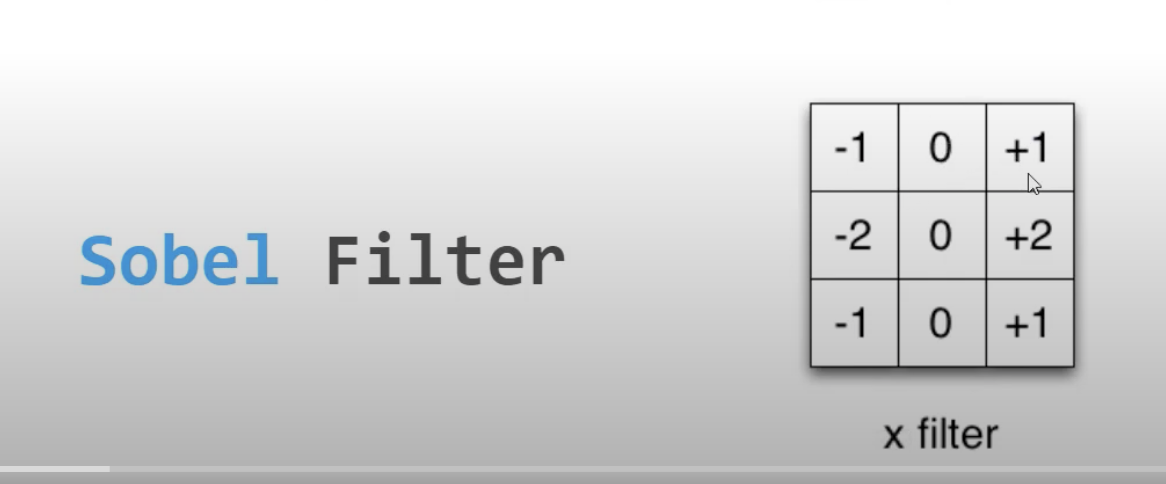 Sobel Filter
-1 0 +1
-2 0 +2
-1 0 +1
x filter